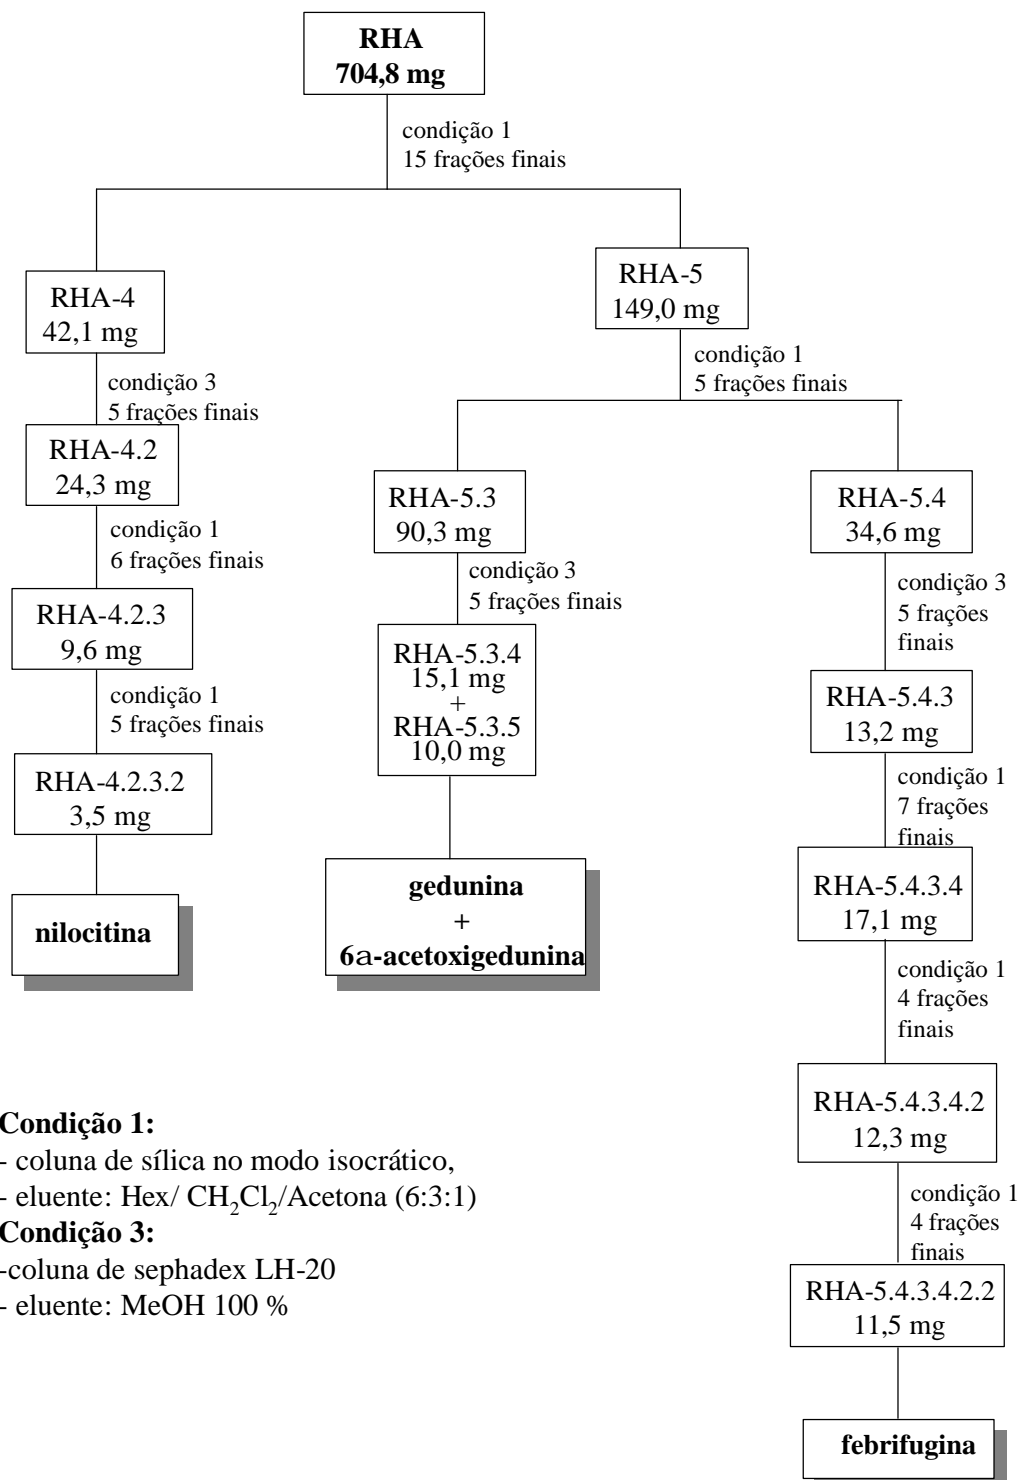 RHA
704,8 mg
condição 1
15 frações finais
RHA-4
42,1 mg
condição 3
5 frações finais
RHA-4.2
24,3 mg
condição 1
6 frações finais
RHA-4.2.3
9,6 mg
condição 1
5 frações finais
RHA-4.2.3.2
3,5 mg
nilocitina
RHA-5
149,0 mg
condição 1
5 frações finais
RHA-5.3
90,3 mg
condição 3
5 frações finais
RHA-5.3.4
15,1 mg
+
RHA-5.3.5
10,0 mg
gedunina
+
6a-acetoxigedunina
RHA-5.4
34,6 mg
condição 3
5 frações
finais
RHA-5.4.3
13,2 mg
condição 1
7 frações
finais
RHA-5.4.3.4
17,1 mg
condição 1
4 frações
finais
RHA-5.4.3.4.2
12,3 mg
condição 1
4 frações
finais
RHA-5.4.3.4.2.2
11,5 mg
febrifugina
Condição 1:
- coluna de sílica no modo isocrático,
- eluente: Hex/ CH₂Cl₂/Acetona (6:3:1)
Condição 3:
-coluna de sephadex LH-20
- eluente: MeOH 100 %